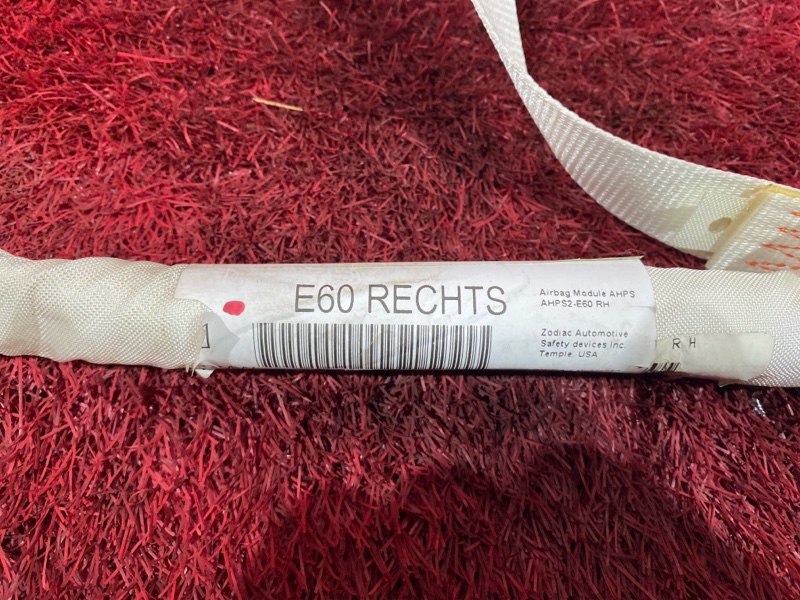 E60 RECHTS
Airbag Module AHPS
AHPS2-E60 RH
Zodiac Automotive
Safety devices Inc.
Temple, USA
RH